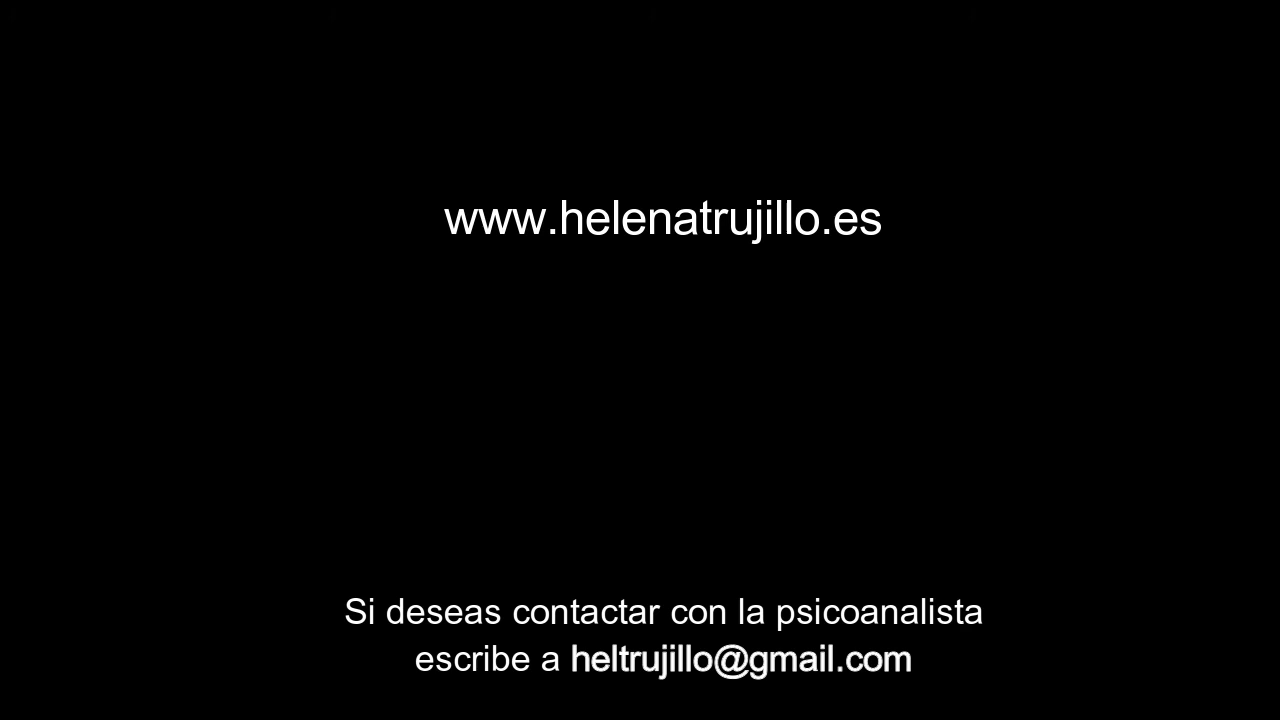 www.helenatrujillo.es
Si deseas contactar con la psicoanalista
escribe a heltrujillo@gmail.com